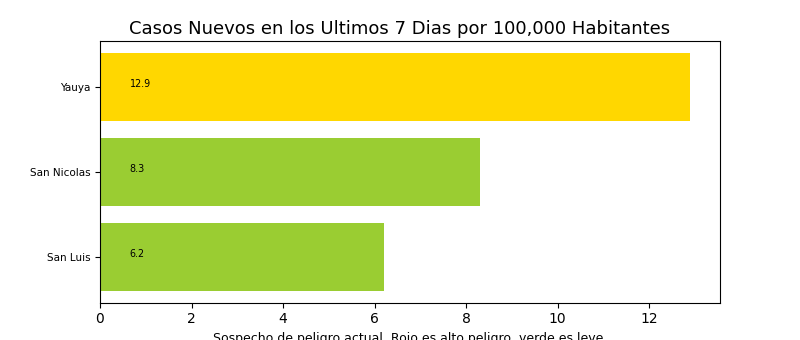 Casos Nuevos en los Ultimos 7 Dias por 100,000 Habitantes
Yauya
12.9
San Nicolas
8.3
San Luis
6.2
0 2 4 6 8 10 12
Sospecho de peligro actual. Rojo es alto peligro, verde es leve